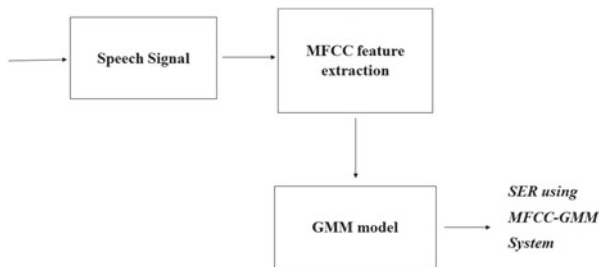 Speech Signal
MFCC feature
extraction
GMM model
SER using
MFCC-GMM
System